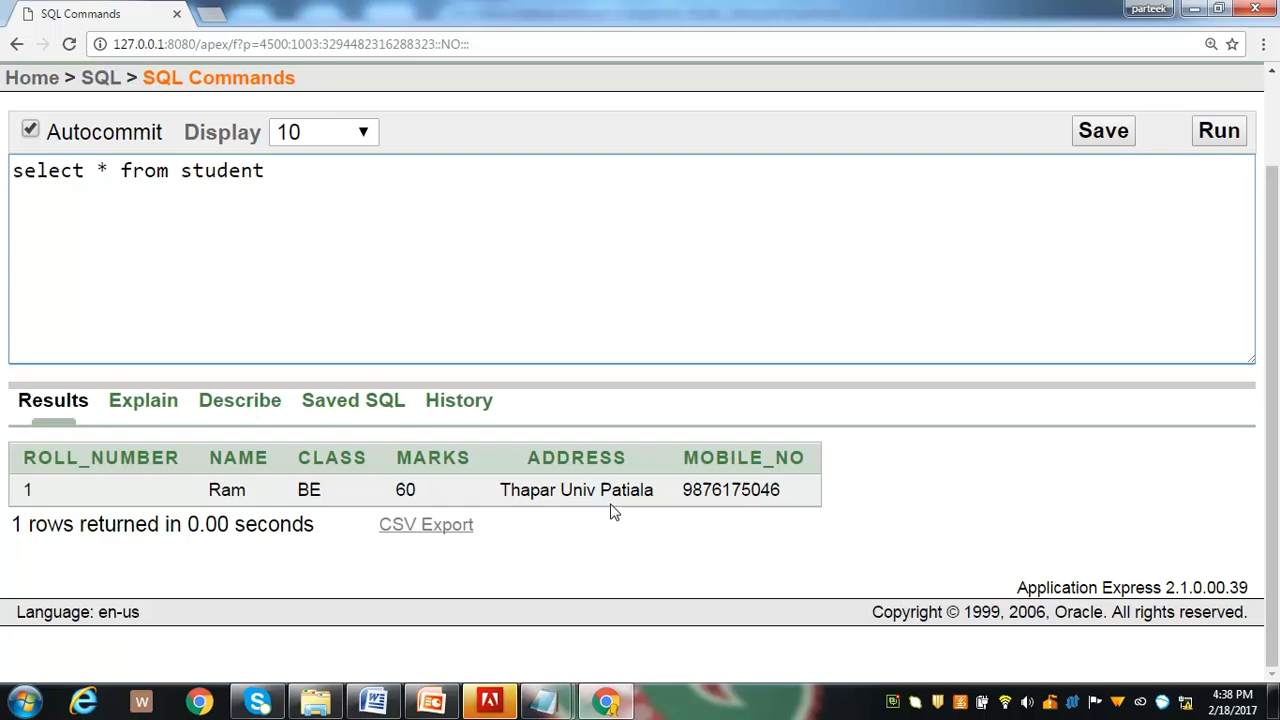 SQL Commands
parteek
127.0.0.1:8080/apex/f?p=4500:1003:3294482316288323::NO:::
Home > SQL > SQL Commands
Autocommit Display 10 Save Run
select * from student
Results Explain Describe Saved SQL History
ROLL_NUMBER NAME CLASS MARKS ADDRESS MOBILE_NO
1 Ram BE 60 Thapar Univ Patiala 9876175046
1 rows returned in 0.00 seconds CSV Export
Application Express 2.1.0.00.39
Language: en-us Copyright © 1999, 2006, Oracle. All rights reserved.
W
4:38 PM
2/18/2017